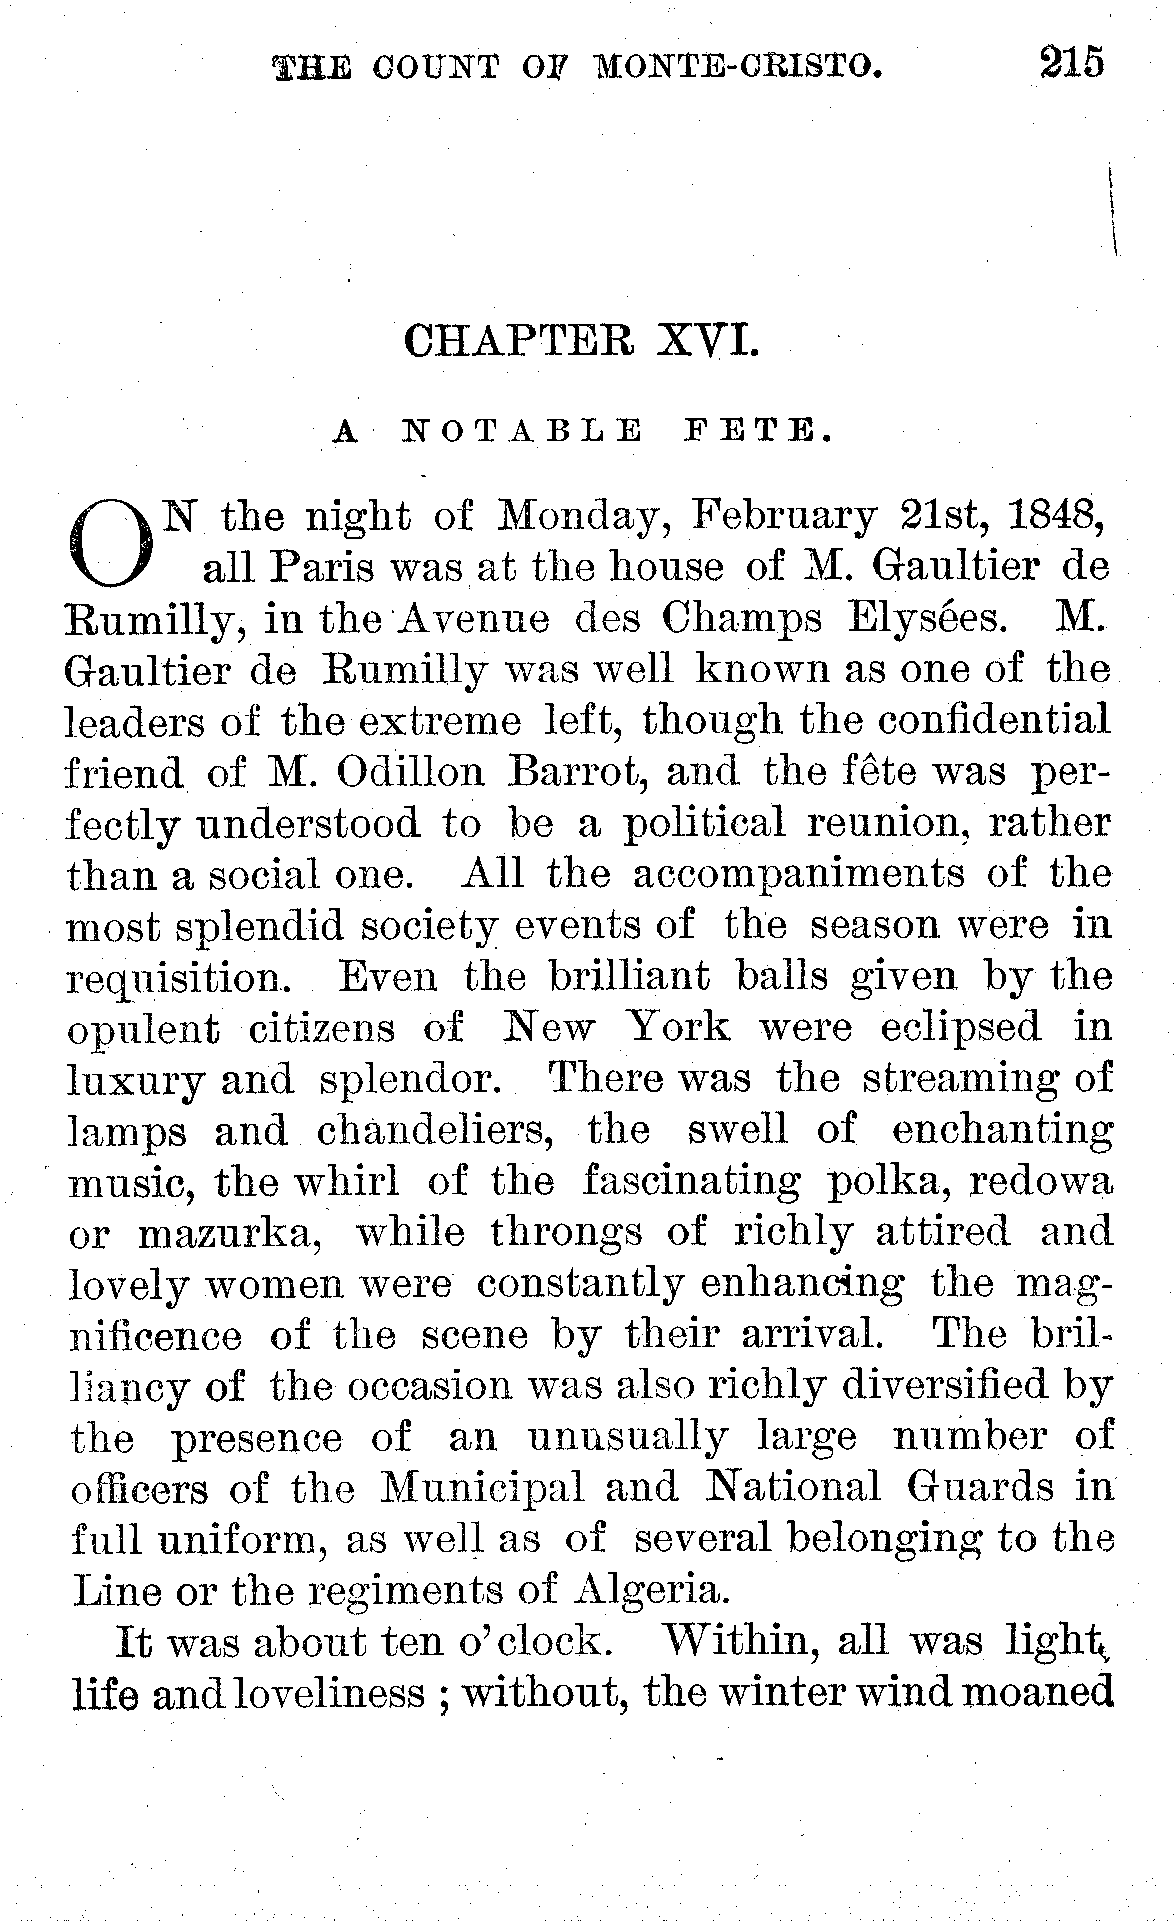 THE COUNT OF MONTE-CRISTO. 215
CHAPTER XVI.
A NOTABLE FETE.
ON the night of Monday, February 21st, 1848,
all Paris was at the house of M. Gaultier de
Rumilly, in the Avenue des Champs Elysées. M.
Gaultier de Rumilly was well known as one of the
leaders of the extreme left, though the confidential
friend of M. Odillon Barrot, and the fête was per-
fectly understood to be a political reunion, rather
than a social one. All the accompaniments of the
most splendid society events of the season were in
requisition. Even the brilliant balls given by the
opulent citizens of New York were eclipsed in
luxury and splendor. There was the streaming of
lamps and chandeliers, the swell of enchanting
music, the whirl of the fascinating polka, redowa
or mazurka, while throngs of richly attired and
lovely women were constantly enhancing the mag-
nificence of the scene by their arrival. The bril-
liancy of the occasion was also richly diversified by
the presence of an unusually large number of
officers of the Municipal and National Guards in
full uniform, as well as of several belonging to the
Line or the regiments of Algeria.
It was about ten o'clock. Within, all was light,
life and loveliness ; without, the winter wind moaned